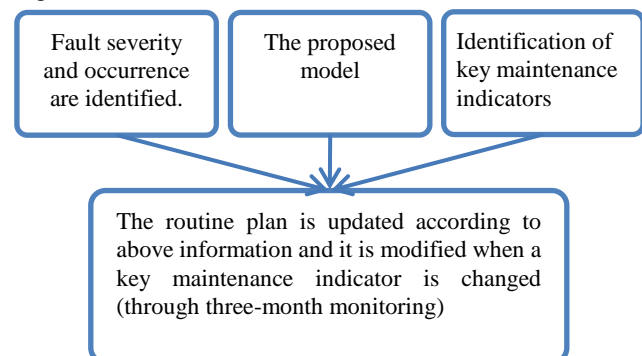 Fault severity
and occurrence
are identified.
The proposed
model
Identification of
key maintenance
indicators
The routine plan is updated according to
above information and it is modified when a
key maintenance indicator is changed
(through three-month monitoring)